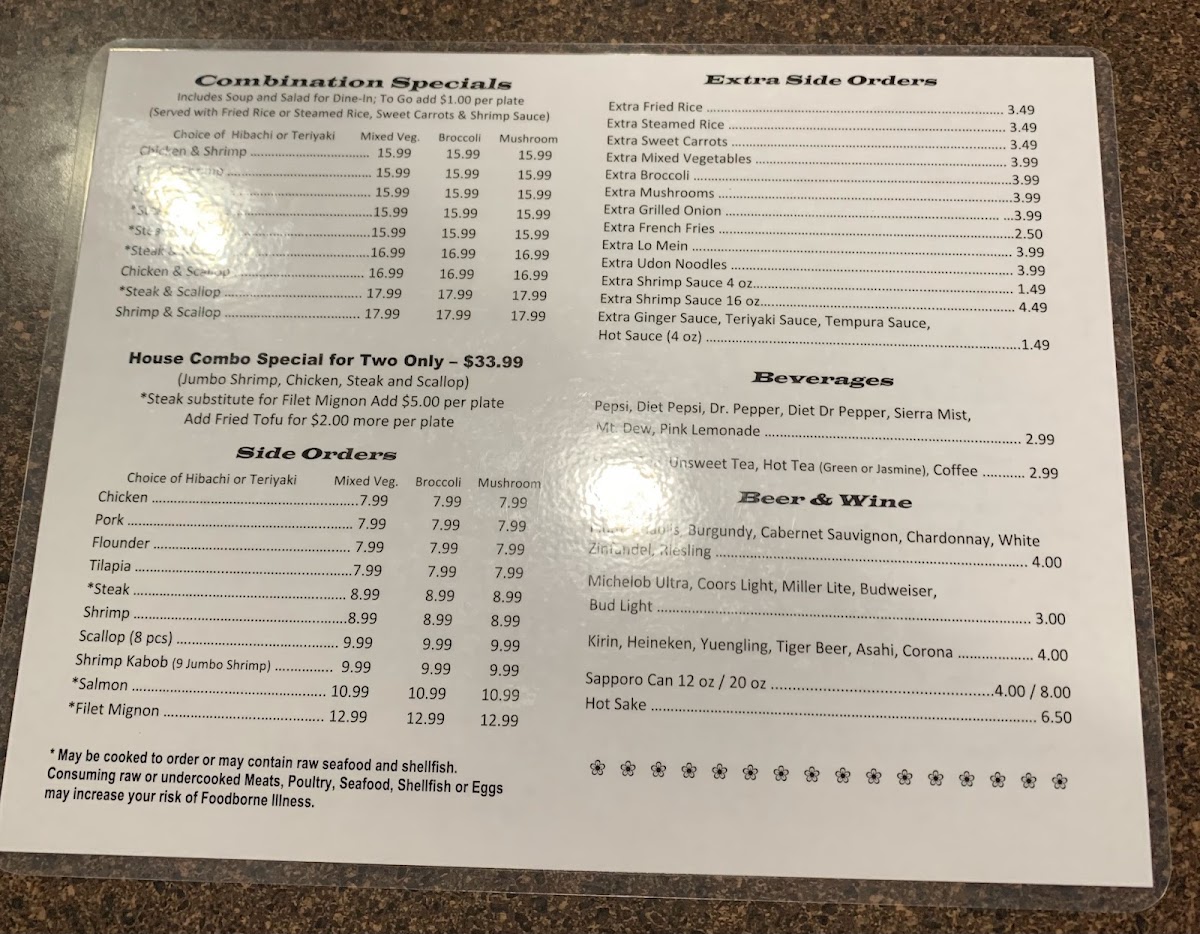 Combination Specials
Includes Soup and Salad for Dine-In; To Go add $1.00 per plate
(Served with Fried Rice or Steamed Rice, Sweet Carrots & Shrimp Sauce)
Choice of Hibachi or Teriyaki Mixed Veg. Broccoli Mushroom
Chicken & Shrimp 15.99 15.99 15.99
15.99 15.99 15.99
15.99 15.99 15.99
15.99 15.99 15.99
15.99 15.99 15.99
*Steak & 16.99 16.99 16.99
Chicken & Scallop 16.99 16.99 16.99
*Steak & Scallop 17.99 17.99 17.99
Shrimp & Scallop 17.99 17.99 17.99
House Combo Special for Two Only – $33.99
(Jumbo Shrimp, Chicken, Steak and Scallop)
*Steak substitute for Filet Mignon Add $5.00 per plate
Add Fried Tofu for $2.00 more per plate
Side Orders
Choice of Hibachi or Teriyaki Mixed Veg. Broccoli Mushroom
Chicken 7.99 7.99 7.99
Pork 7.99 7.99 7.99
Flounder 7.99 7.99 7.99
Tilapia 7.99 7.99 7.99
*Steak 8.99 8.99 8.99
Shrimp 8.99 8.99 8.99
Scallop (8 pcs) 9.99 9.99 9.99
Shrimp Kabob (9 Jumbo Shrimp) 9.99 9.99 9.99
*Salmon 10.99 10.99 10.99
*Filet Mignon 12.99 12.99 12.99
* May be cooked to order or may contain raw seafood and shellfish.
Consuming raw or undercooked Meats, Poultry, Seafood, Shellfish or Eggs
may increase your risk of Foodborne Illness.
Extra Side Orders
Extra Fried Rice 3.49
Extra Steamed Rice 3.49
Extra Sweet Carrots 3.49
Extra Mixed Vegetables 3.99
Extra Broccoli 3.99
Extra Mushrooms 3.99
Extra Grilled Onion 3.99
Extra French Fries 2.50
Extra Lo Mein 3.99
Extra Udon Noodles 3.99
Extra Shrimp Sauce 4 oz 1.49
Extra Shrimp Sauce 16 oz 4.49
Extra Ginger Sauce, Teriyaki Sauce, Tempura Sauce,
Hot Sauce (4 oz) 1.49
Beverages
Pepsi, Diet Pepsi, Dr. Pepper, Diet Dr Pepper, Sierra Mist,
Mt. Dew, Pink Lemonade 2.99
Unsweet Tea, Hot Tea (Green or Jasmine), Coffee 2.99
Beer & Wine
Burgundy, Cabernet Sauvignon, Chardonnay, White
Zinfandel, Riesling 4.00
Michelob Ultra, Coors Light, Miller Lite, Budweiser,
Bud Light 3.00
Kirin, Heineken, Yuengling, Tiger Beer, Asahi, Corona 4.00
Sapporo Can 12 oz / 20 oz 4.00 / 8.00
Hot Sake 6.50